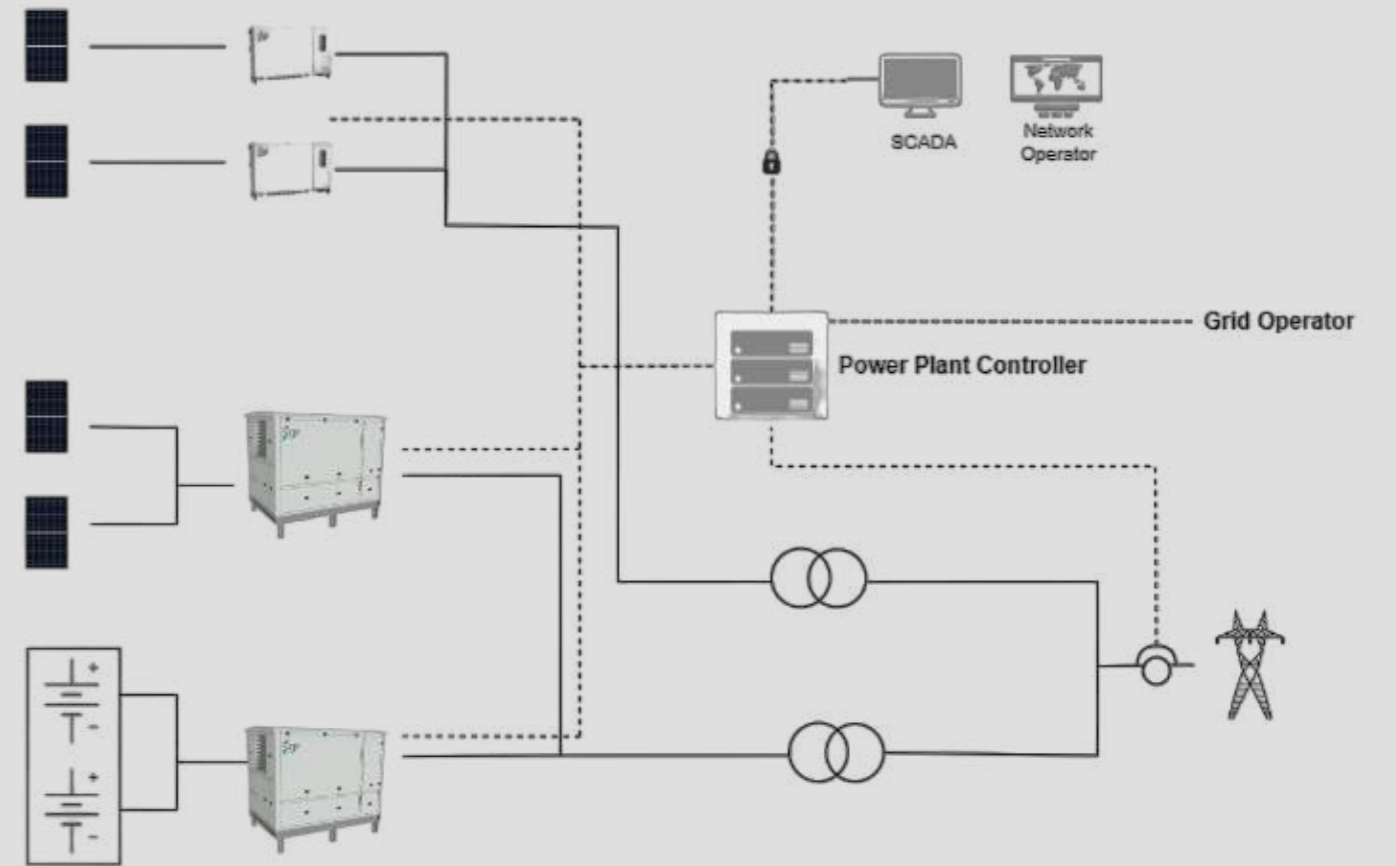 SCADA
Network
Operator
Grid Operator
Power Plant Controller
+
-
+
-